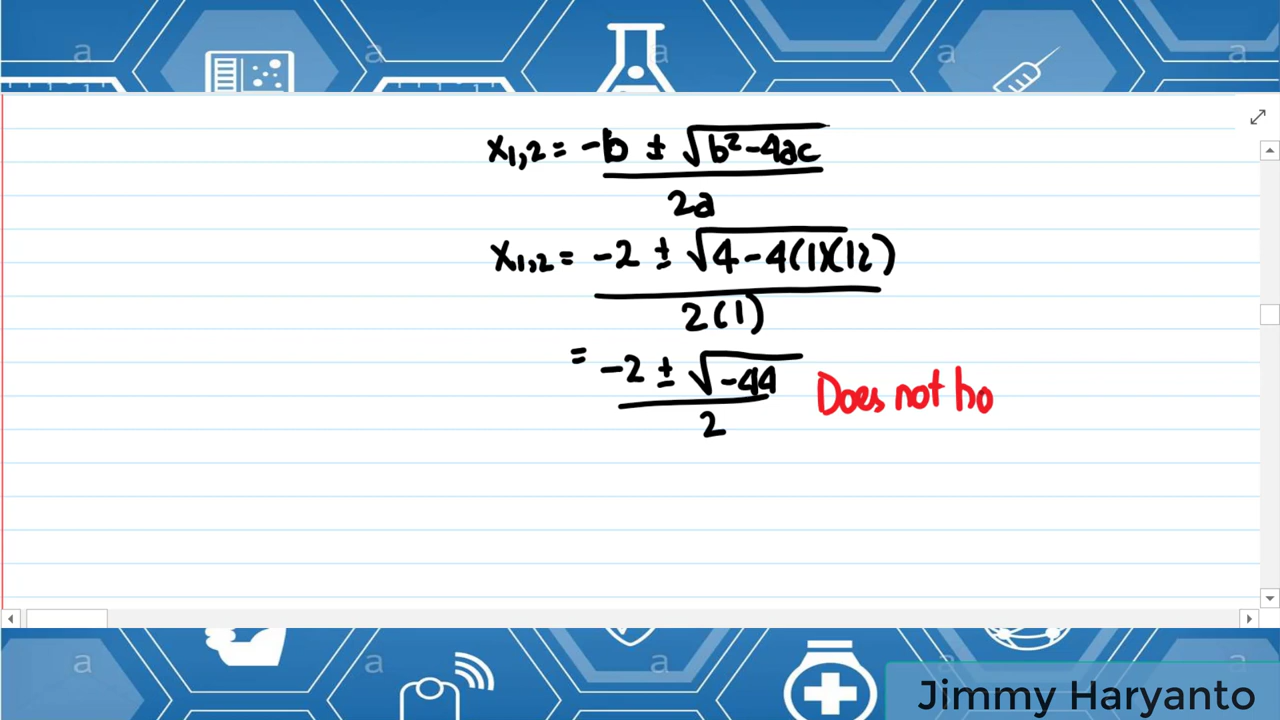 x₁,₂ = -b ± √b²-4ac
2a
x₁,₂ = -2 ± √4-4(1)(12)
2(1)
= -2 ± √-44
2
Does not ho
Jimmy Haryanto